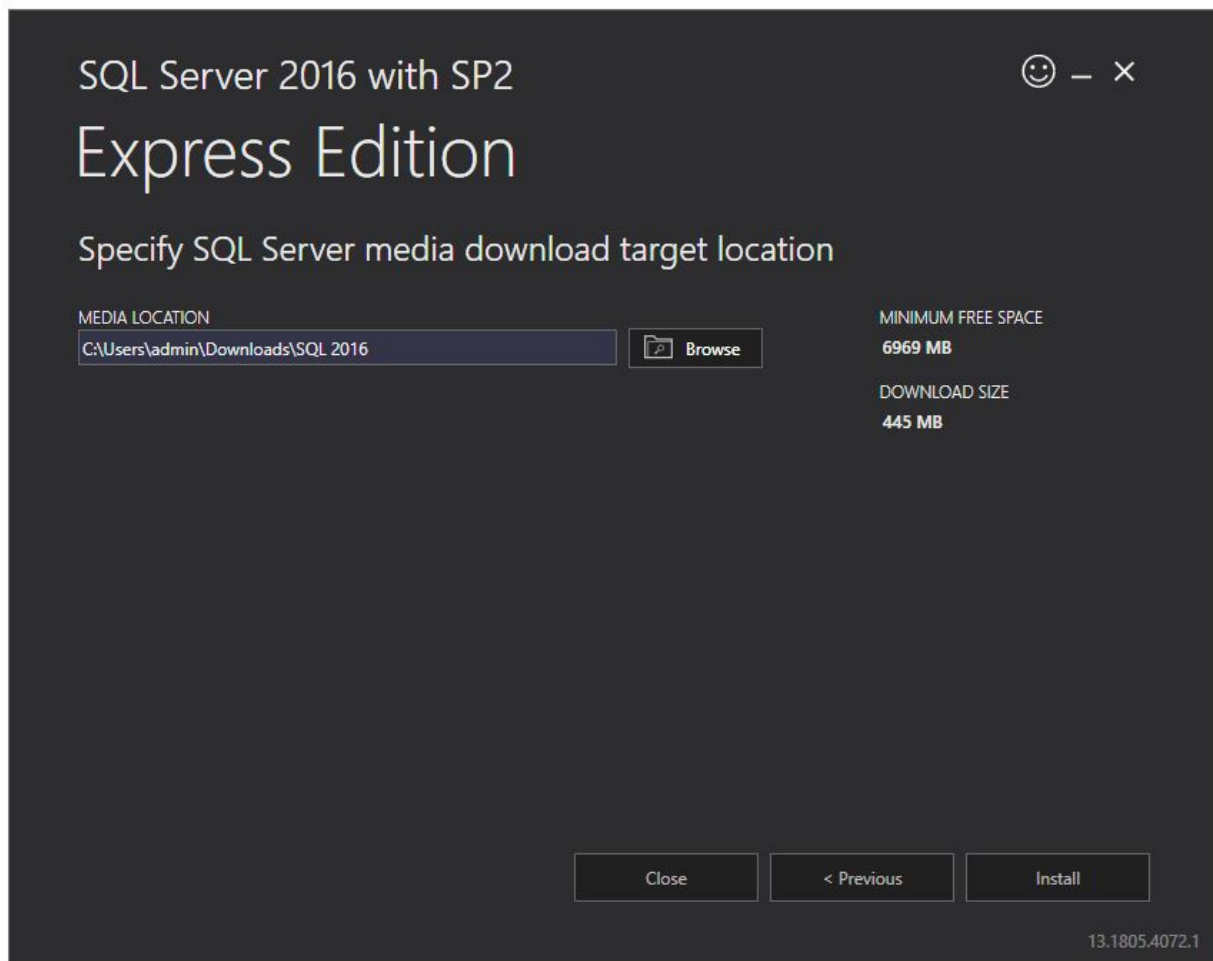 SQL Server 2016 with SP2
Express Edition
Specify SQL Server media download target location
MEDIA LOCATION
C:\Users\admin\Downloads\SQL 2016
Browse
MINIMUM FREE SPACE
6969 MB
DOWNLOAD SIZE
445 MB
Close
< Previous
Install
13.1805.4072.1